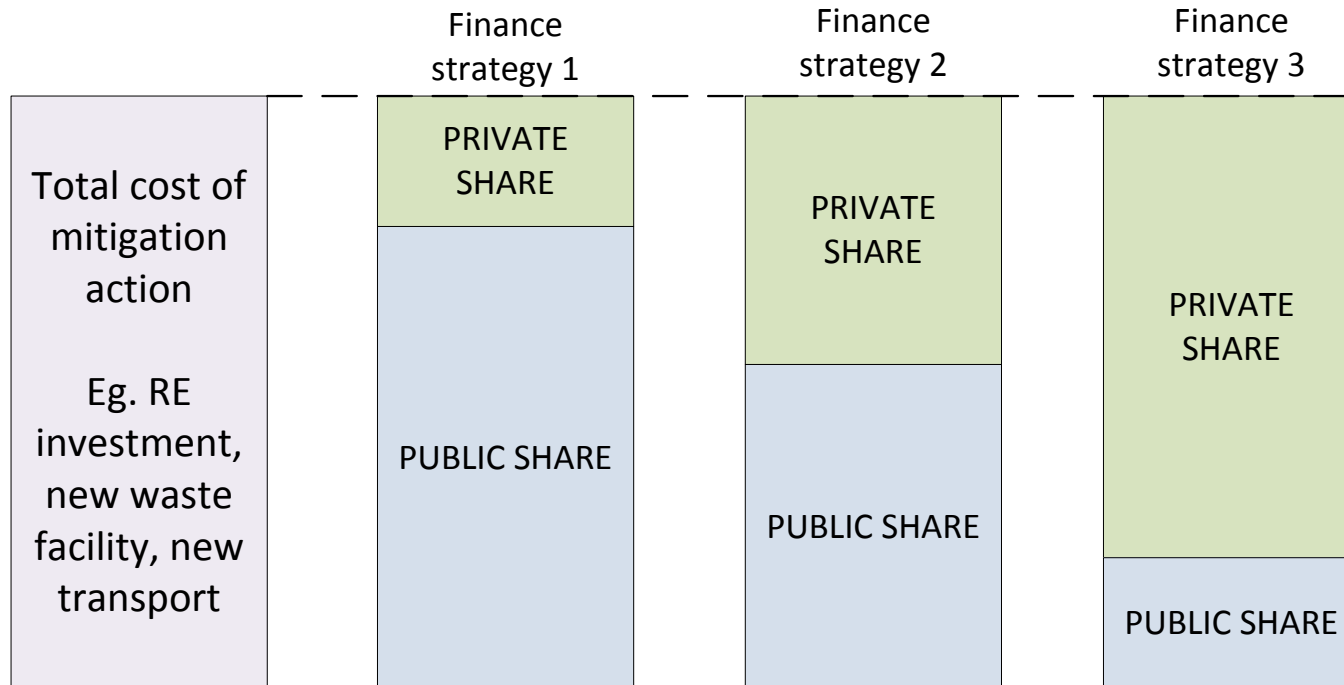 Finance
strategy 1
Finance
strategy 2
Finance
strategy 3
Total cost of
mitigation
action
Eg. RE
investment,
new waste
facility, new
transport
PRIVATE
SHARE
PUBLIC SHARE
PRIVATE
SHARE
PUBLIC SHARE
PRIVATE
SHARE
PUBLIC SHARE